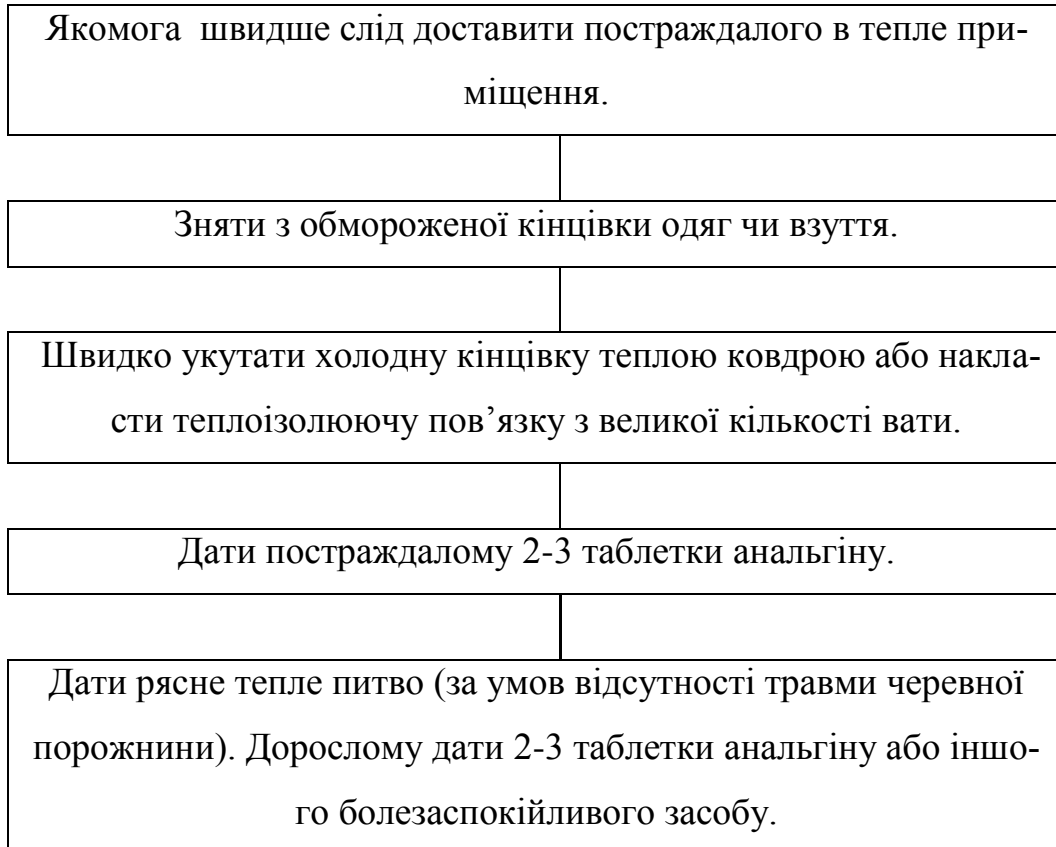 Якомога  швидше слід доставити постраждалого в тепле при-
міщення.
Зняти з обмороженої кінцівки одяг чи взуття.
Швидко укутати холодну кінцівку теплою ковдрою або накла-
сти теплоізолюючу пов’язку з великої кількості вати.
Дати постраждалому 2-3 таблетки анальгіну.
Дати рясне тепле питво (за умов відсутності травми черевної
порожнини). Дорослому дати 2-3 таблетки анальгіну або іншо-
го болезаспокійливого засобу.